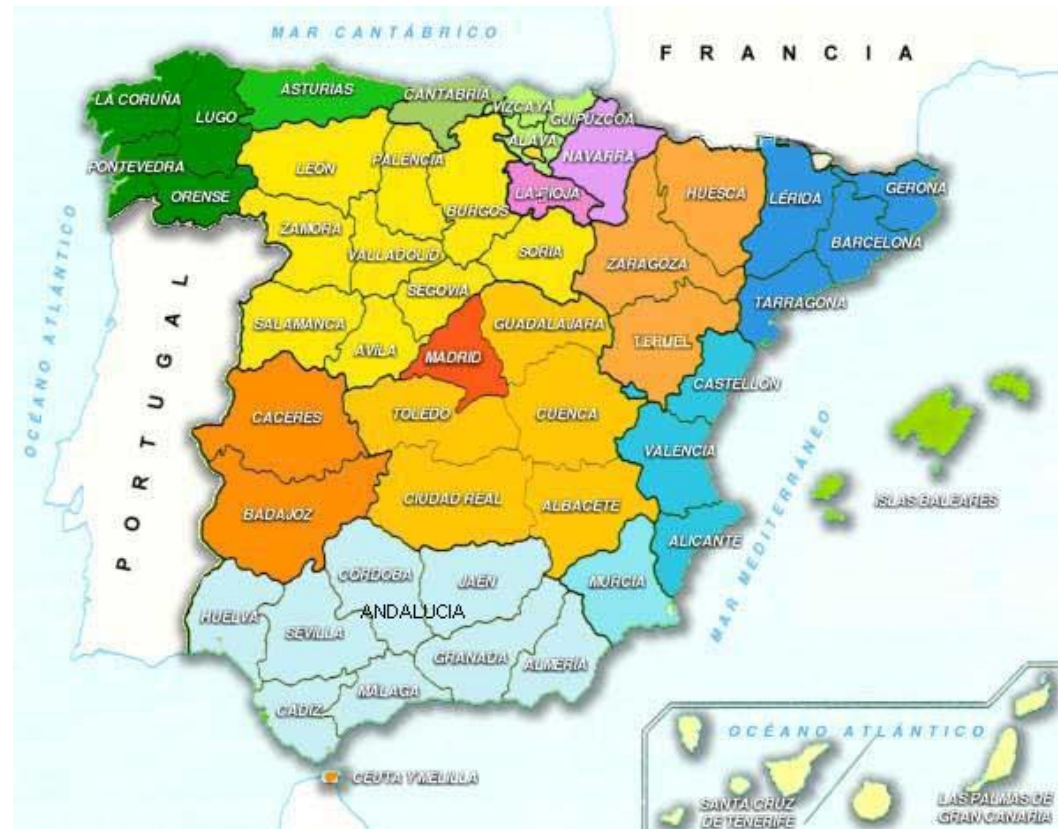 MAR CANTÁBRICO
FRANCIA
LA CORUÑA
LUGO
ASTURIAS
CANTABRIA
VIZCAYA
GUIPÚZCOA
ÁLAVA
NAVARRA
PONTEVEDRA
ORENSE
LEÓN
PALENCIA
BURGOS
LA RIOJA
HUESCA
LÉRIDA
GERONA
BARCELONA
TARRAGONA
ZAMORA
VALLADOLID
SORIA
ZARAGOZA
SEGOVIA
SALAMANCA
AVILA
MADRID
GUADALAJARA
TERUEL
CASTELLÓN
OCÉANO ATLÁNTICO
PORTUGAL
CACERES
TOLEDO
CUENCA
VALENCIA
MAR MEDITERRÁNEO
ISLAS BALEARES
BADAJOZ
CIUDAD REAL
ALBACETE
ALICANTE
CÓRDOBA
JAÉN
MURCIA
HUELVA
SEVILLA
ANDALUCIA
GRANADA
ALMERÍA
CÁDIZ
MÁLAGA
CEUTA Y MELILLA
OCÉANO ATLÁNTICO
SANTA CRUZ
DE TENERIFE
LAS PALMAS DE
GRAN CANARIA